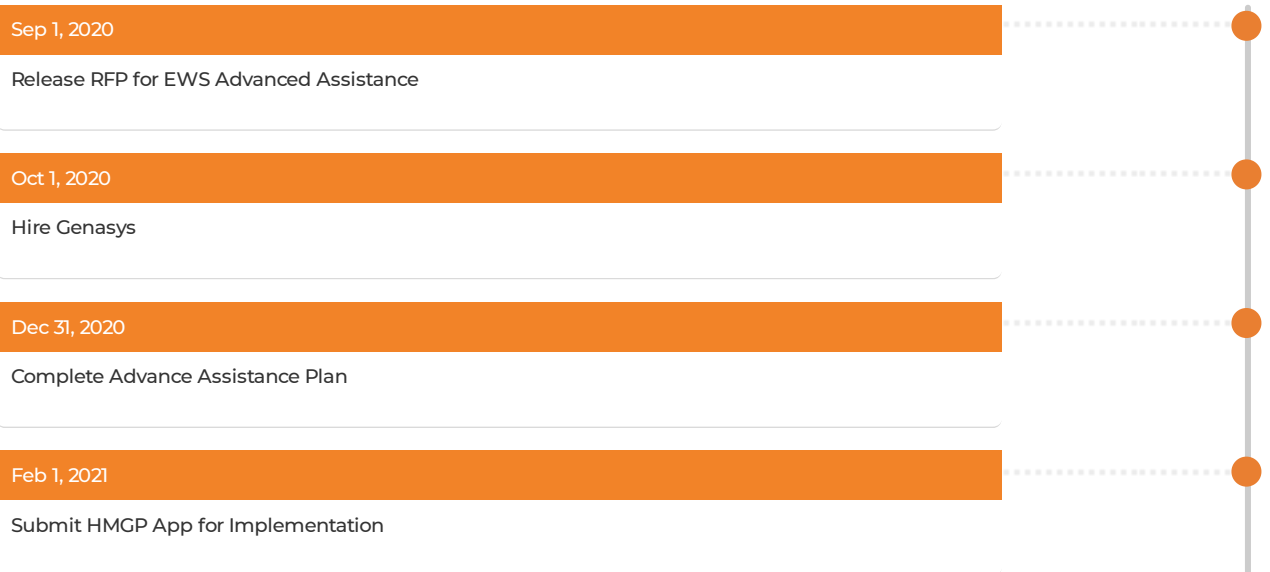 Sep 1, 2020
Release RFP for EWS Advanced Assistance
Oct 1, 2020
Hire Genasys
Dec 31, 2020
Complete Advance Assistance Plan
Feb 1, 2021
Submit HMGP App for Implementation